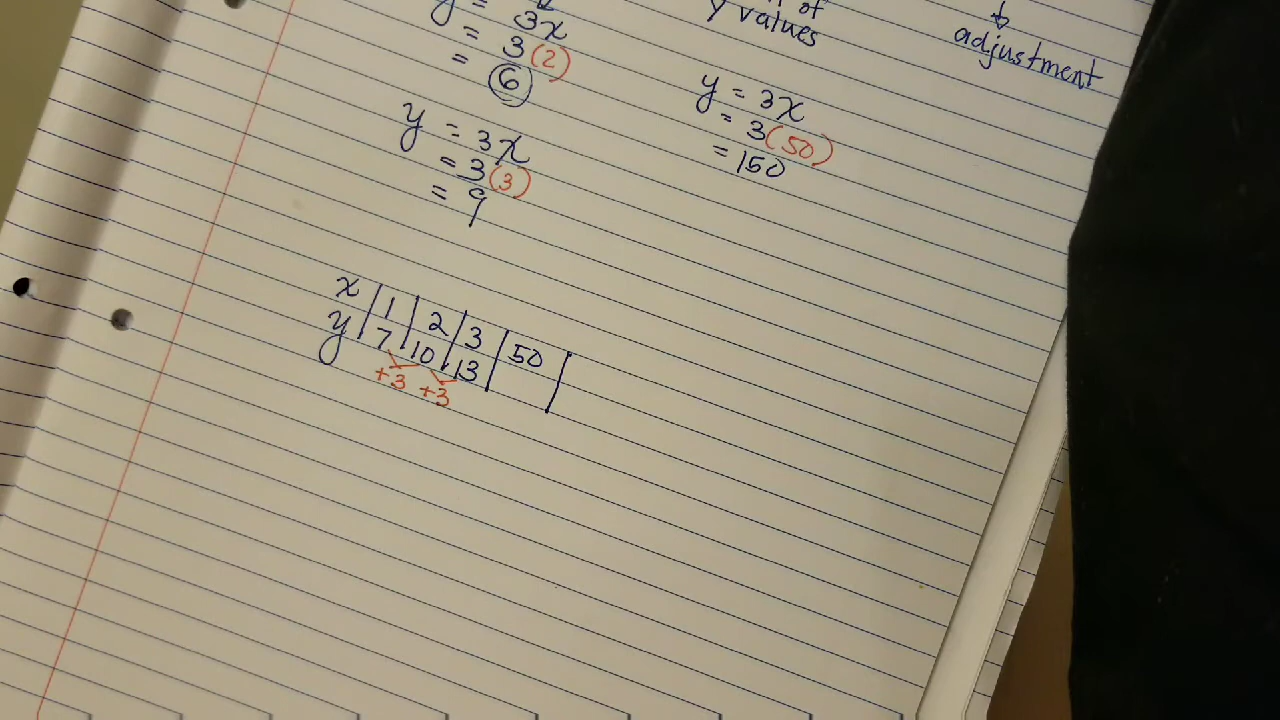 y =
= 3x
= 3(2)
= 6
y = 3x
= 3(3)
= 9
of
y values
adjustment
y = 3x
= 3(50)
= 150
x 1 2 3 50
y 7 10 13
+3 +3